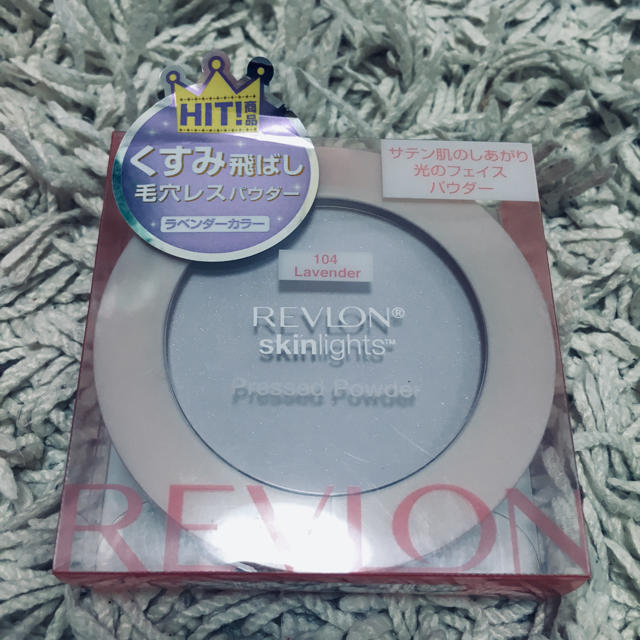 HIT!商品
くすみ飛ばし
毛穴レスパウダー
ラベンダーカラー
サテン肌のしあがり
光のフェイス
パウダー
104
Lavender
REVLON®
skinlights™
Pressed Powder
REVLON